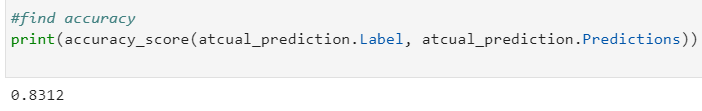 #find accuracy
print(accuracy_score(atcual_prediction.Label, atcual_prediction.Predictions))
0.8312